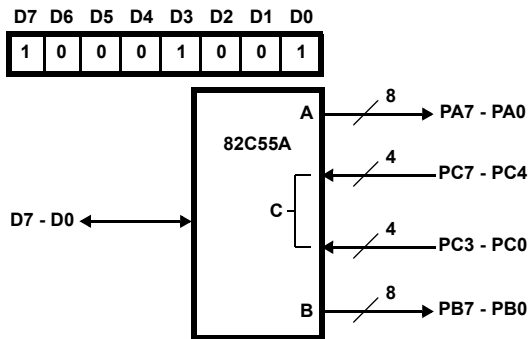 D7 D6 D5 D4 D3 D2 D1 D0
1 0 0 0 1 0 0 1
A 8 PA7 - PA0
82C55A
4 PC7 - PC4
C
D7 - D0
4 PC3 - PC0
B 8 PB7 - PB0